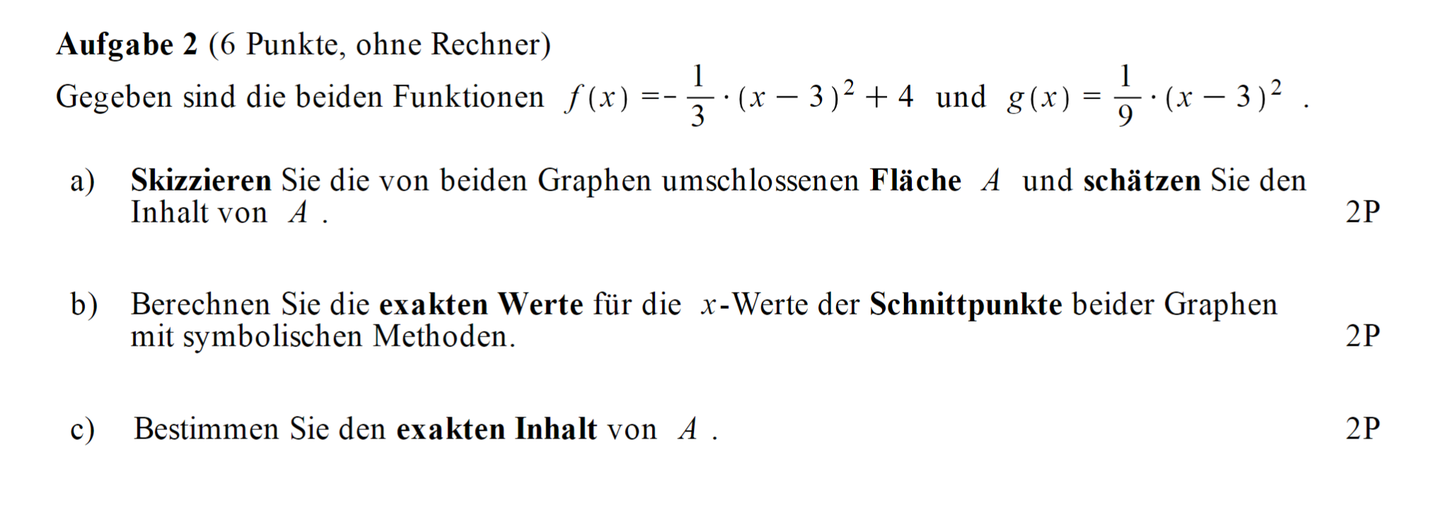 Aufgabe 2 (6 Punkte, ohne Rechner)
Gegeben sind die beiden Funktionen f(x) = -\frac{1}{3} · (x − 3)² + 4 und g(x) = \frac{1}{9} · (x − 3)² .
a) Skizzieren Sie die von beiden Graphen umschlossenen Fläche A und schätzen Sie den
Inhalt von A . 2P
b) Berechnen Sie die exakten Werte für die x-Werte der Schnittpunkte beider Graphen
mit symbolischen Methoden. 2P
c) Bestimmen Sie den exakten Inhalt von A . 2P